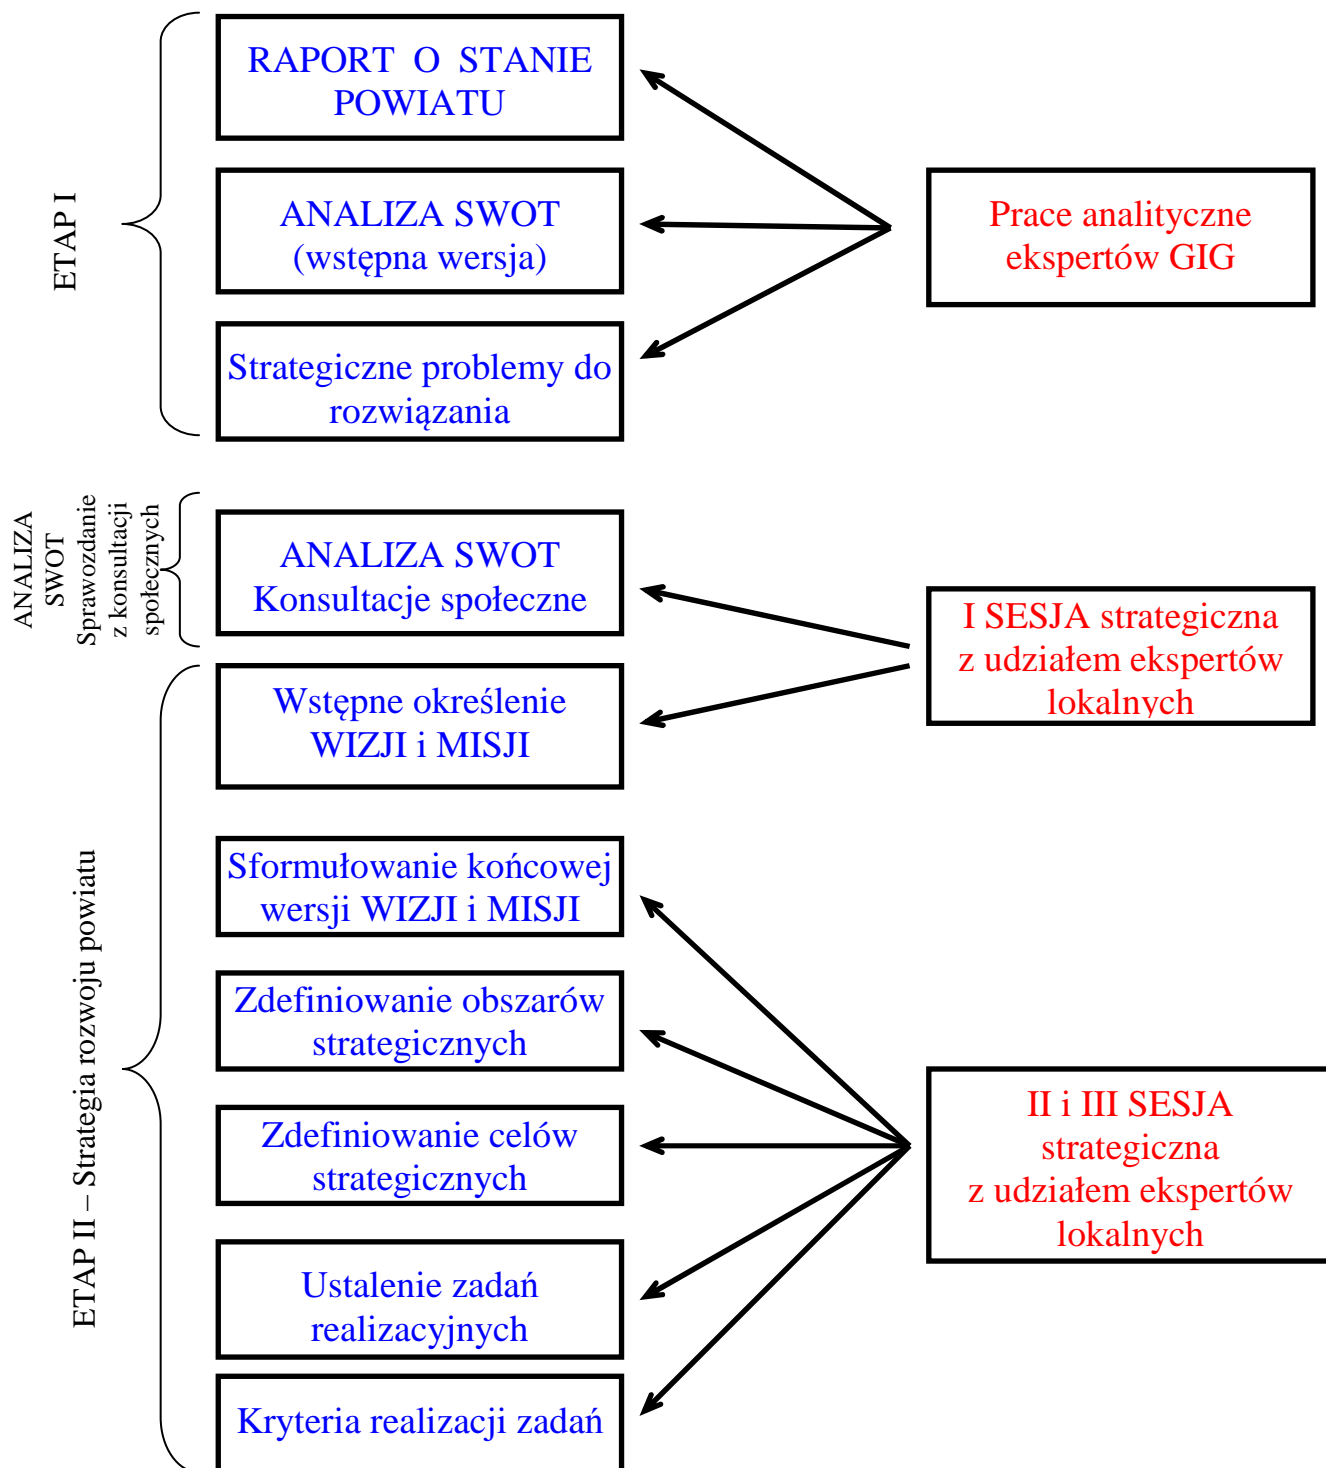 ETAP I
RAPORT O STANIE
POWIATU
ANALIZA SWOT
(wstępna wersja)
Strategiczne problemy do
rozwiązania
Prace analityczne
ekspertów GIG
ANALIZA
SWOT
Sprawozdanie
z konsultacji
społecznych
ANALIZA SWOT
Konsultacje społeczne
I SESJA strategiczna
z udziałem ekspertów
lokalnych
ETAP II – Strategia rozwoju powiatu
Wstępne określenie
WIZJI i MISJI
Sformułowanie końcowej
wersji WIZJI i MISJI
Zdefiniowanie obszarów
strategicznych
Zdefiniowanie celów
strategicznych
Ustalenie zadań
realizacyjnych
Kryteria realizacji zadań
II i III SESJA
strategiczna
z udziałem ekspertów
lokalnych